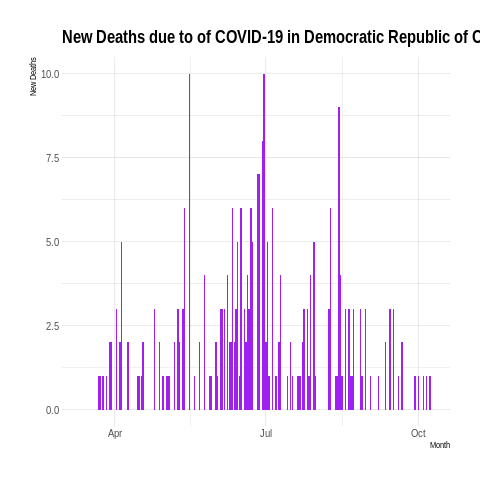 New Deaths due to of COVID-19 in Democratic Republic of
New Deaths
10.0
7.5
5.0
2.5
0.0
Apr
Jul
Oct
Month